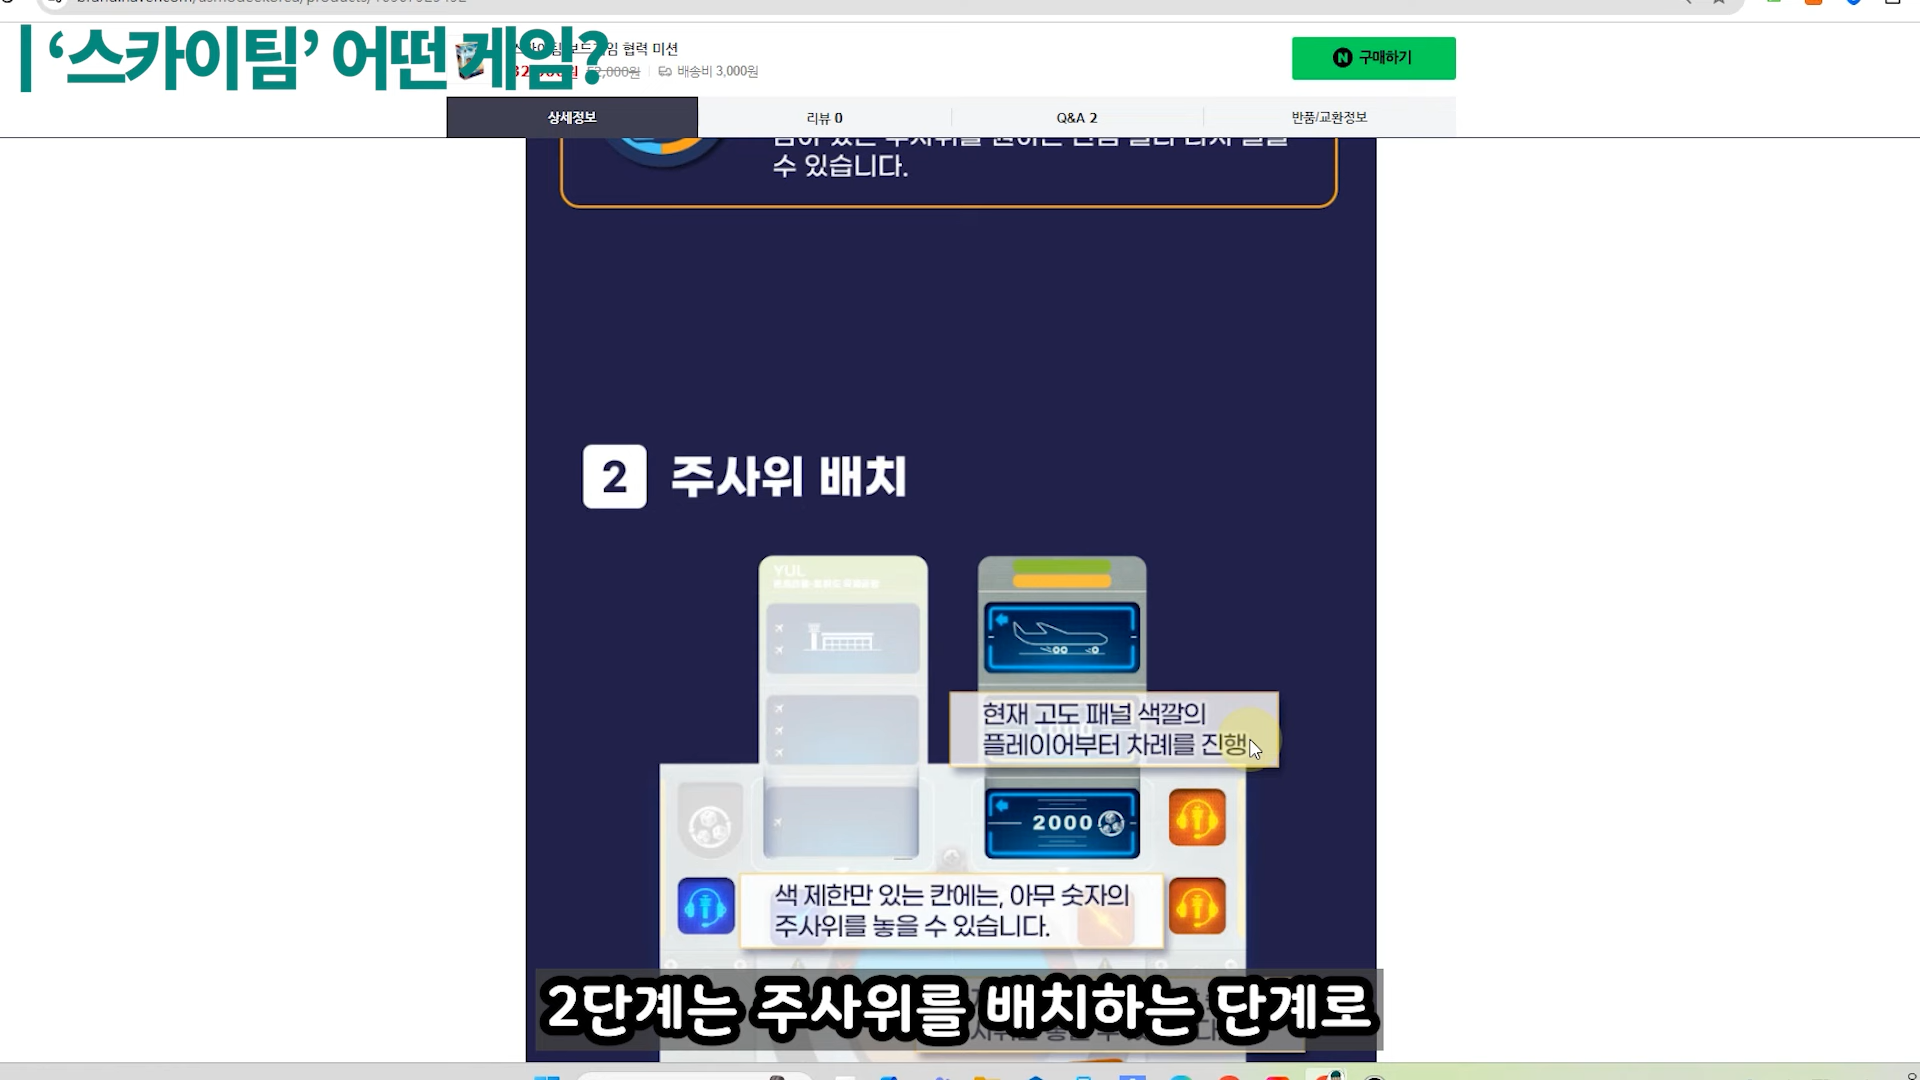 | ‘스카이팀’ 어떤 게임?
협력 미션
배송비 3,000원
구매하기
상세정보
리뷰 0
Q&A 2
반품/교환정보
수 있습니다.
2 주사위 배치
YUL
현재 고도 패널 색깔의
플레이어부터 차례를 진행
2000
색 제한만 있는 칸에는, 아무 숫자의
주사위를 놓을 수 있습니다.
2단계는 주사위를 배치하는 단계로